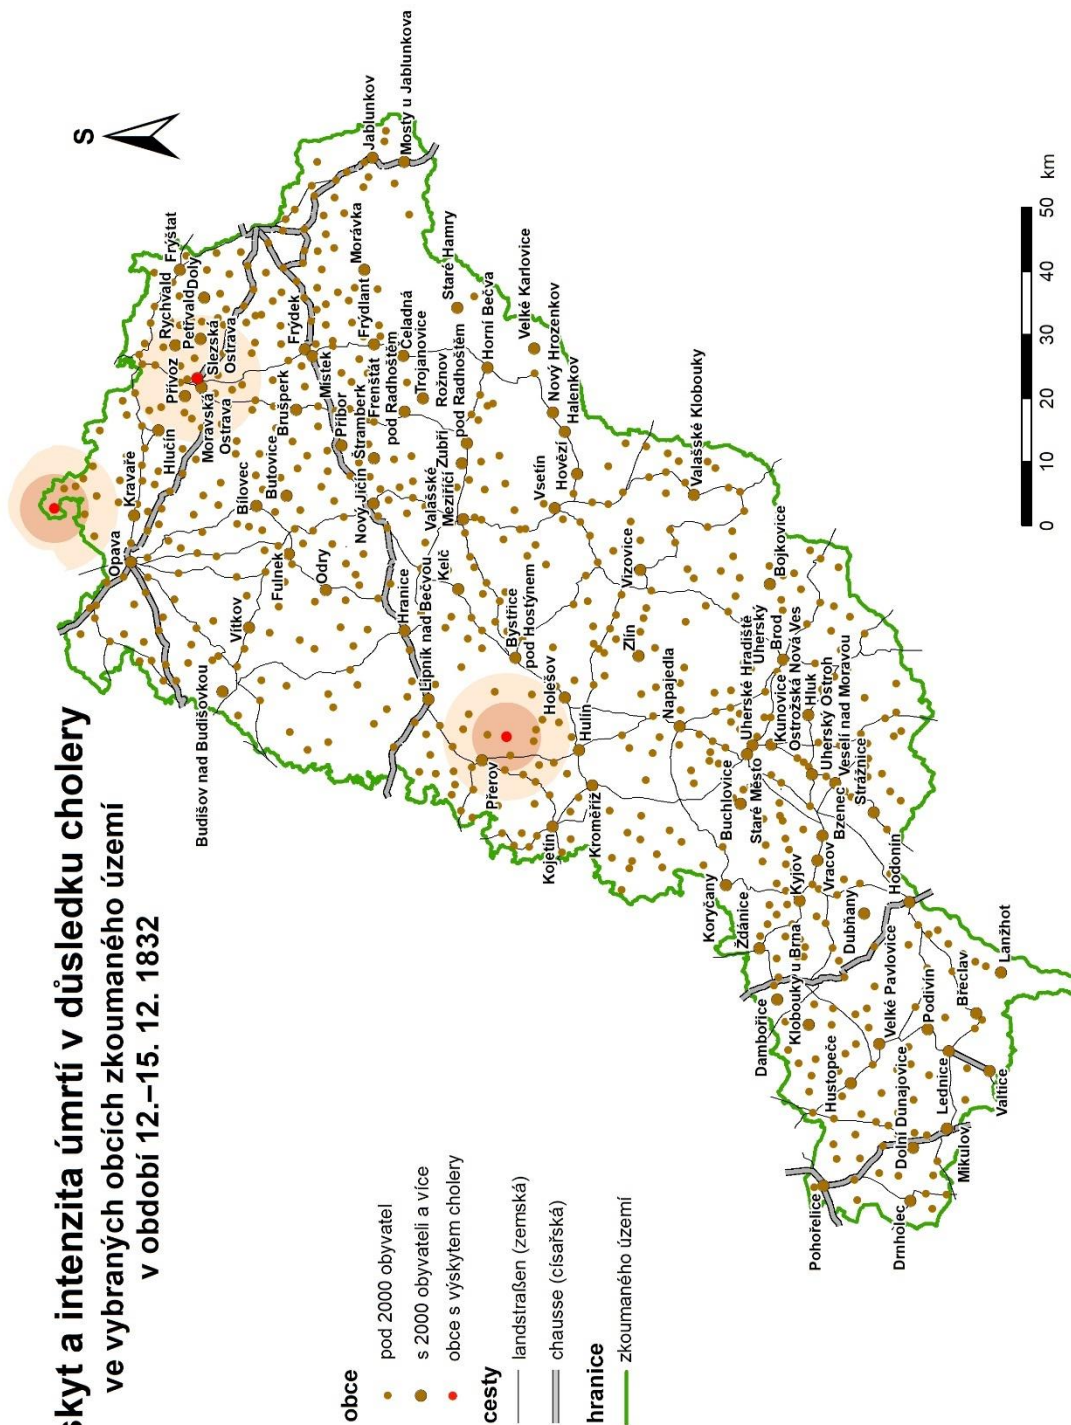 skyt a intenzita úmrtí v důsledku cholery
ve vybraných obcích zkoumaného území
v období 12.–15. 12. 1832
S
Opava
Kravaře
Hlučín
Přívoz
Rychvald
Petřvald
Doly
Fryštat
Slezská
Ostrava
Moravská
Ostrava
Budišov nad Budišovkou
Vítkov
Fulnek
Bílovec
Butovice
Brušperk
Frýdek
Místek
Odry
Příbor
Štramberk
Nový Jičín
Frenštát
pod Radhoštěm
Frýdlant
Morávka
Čeladná
Trojanovice
Jablunkov
Mosty u Jablunkova
Staré Hamry
Hranice
Lipník nad Bečvou
Kelč
Valašské
Meziříčí
Zubří
Rožnov
pod Radhoštěm
Horní Bečva
Velké Karlovice
Nový Hrozenkov
Halenkov
Hovězí
Vsetín
Bystřice
pod Hostýnem
Přerov
Holešov
Hulín
Kojetín
Kroměříž
Vizovice
Zlín
Napajedla
Valašské Klobouky
Bojkovice
Uherský
Brod
Uherské Hradiště
Kunovice
Ostrožská Nová Ves
Hluk
Uherský Ostroh
Veselí nad Moravou
Buchlovice
Staré Město
Bzenec
Strážnice
Koryčany
Ždánice
Kyjov
Vracov
Dubňany
Hodonín
Dambořice
Klobouky u Brna
Hustopeče
Velké Pavlovice
Podivín
Břeclav
Lanžhot
Lednice
Valtice
Dolní Dunajovice
Mikulov
Pohořelice
Drnholec
obce
pod 2000 obyvatel
s 2000 obyvateli a více
obce s výskytem cholery
cesty
landstraßen (zemská)
chausse (císařská)
hranice
zkoumaného území
0 10 20 30 40 50 km